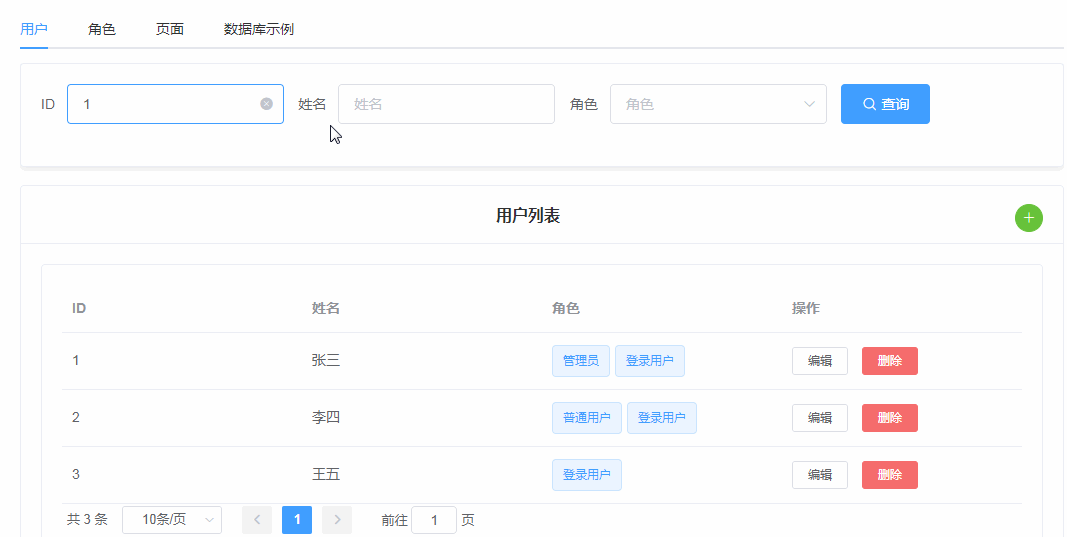 用户 角色 页面 数据库示例
ID 1 姓名 姓名 角色 角色 查询
用户列表
ID 姓名 角色 操作
1 张三 管理员 登录用户 编辑 删除
2 李四 普通用户 登录用户 编辑 删除
3 王五 登录用户 编辑 删除
共 3 条 10条/页 1 前往 1 页